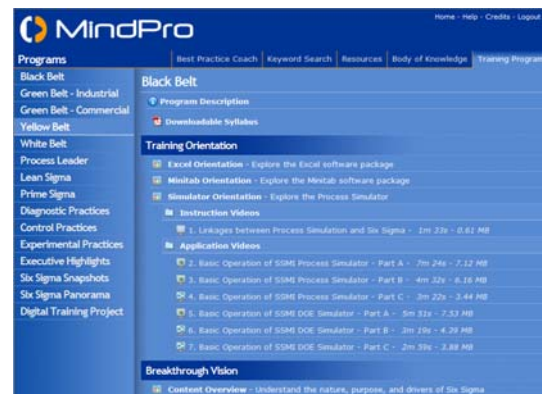 MindPro
Home - Help - Credits - Logout
Programs
Best Practice Coach
Keyword Search
Resources
Body of Knowledge
Training Program
Black Belt
Green Belt - Industrial
Green Belt - Commercial
Yellow Belt
White Belt
Process Leader
Lean Sigma
Prime Sigma
Diagnostic Practices
Control Practices
Experimental Practices
Executive Highlights
Six Sigma Snapshots
Six Sigma Panorama
Digital Training Project
Black Belt
Program Description
Downloadable Syllabus
Training Orientation
Excel Orientation - Explore the Excel software package
Minitab Orientation - Explore the Minitab software package
Simulator Orientation - Explore the Process Simulator
Instruction Videos
1. Linkages between Process Simulation and Six Sigma - 1m 33s - 0.61 MB
Application Videos
2. Basic Operation of SSMI Process Simulator - Part A - 7m 24s - 7.12 MB
3. Basic Operation of SSMI Process Simulator - Part B - 4m 32s - 6.16 MB
4. Basic Operation of SSMI Process Simulator - Part C - 3m 22s - 3.44 MB
5. Basic Operation of SSMI DOE Simulator - Part A - 5m 51s - 7.53 MB
6. Basic Operation of SSMI DOE Simulator - Part B - 3m 19s - 4.29 MB
7. Basic Operation of SSMI DOE Simulator - Part C - 2m 59s - 3.88 MB
Breakthrough Vision
Content Overview - Understand the nature, purpose, and drivers of Six Sigma